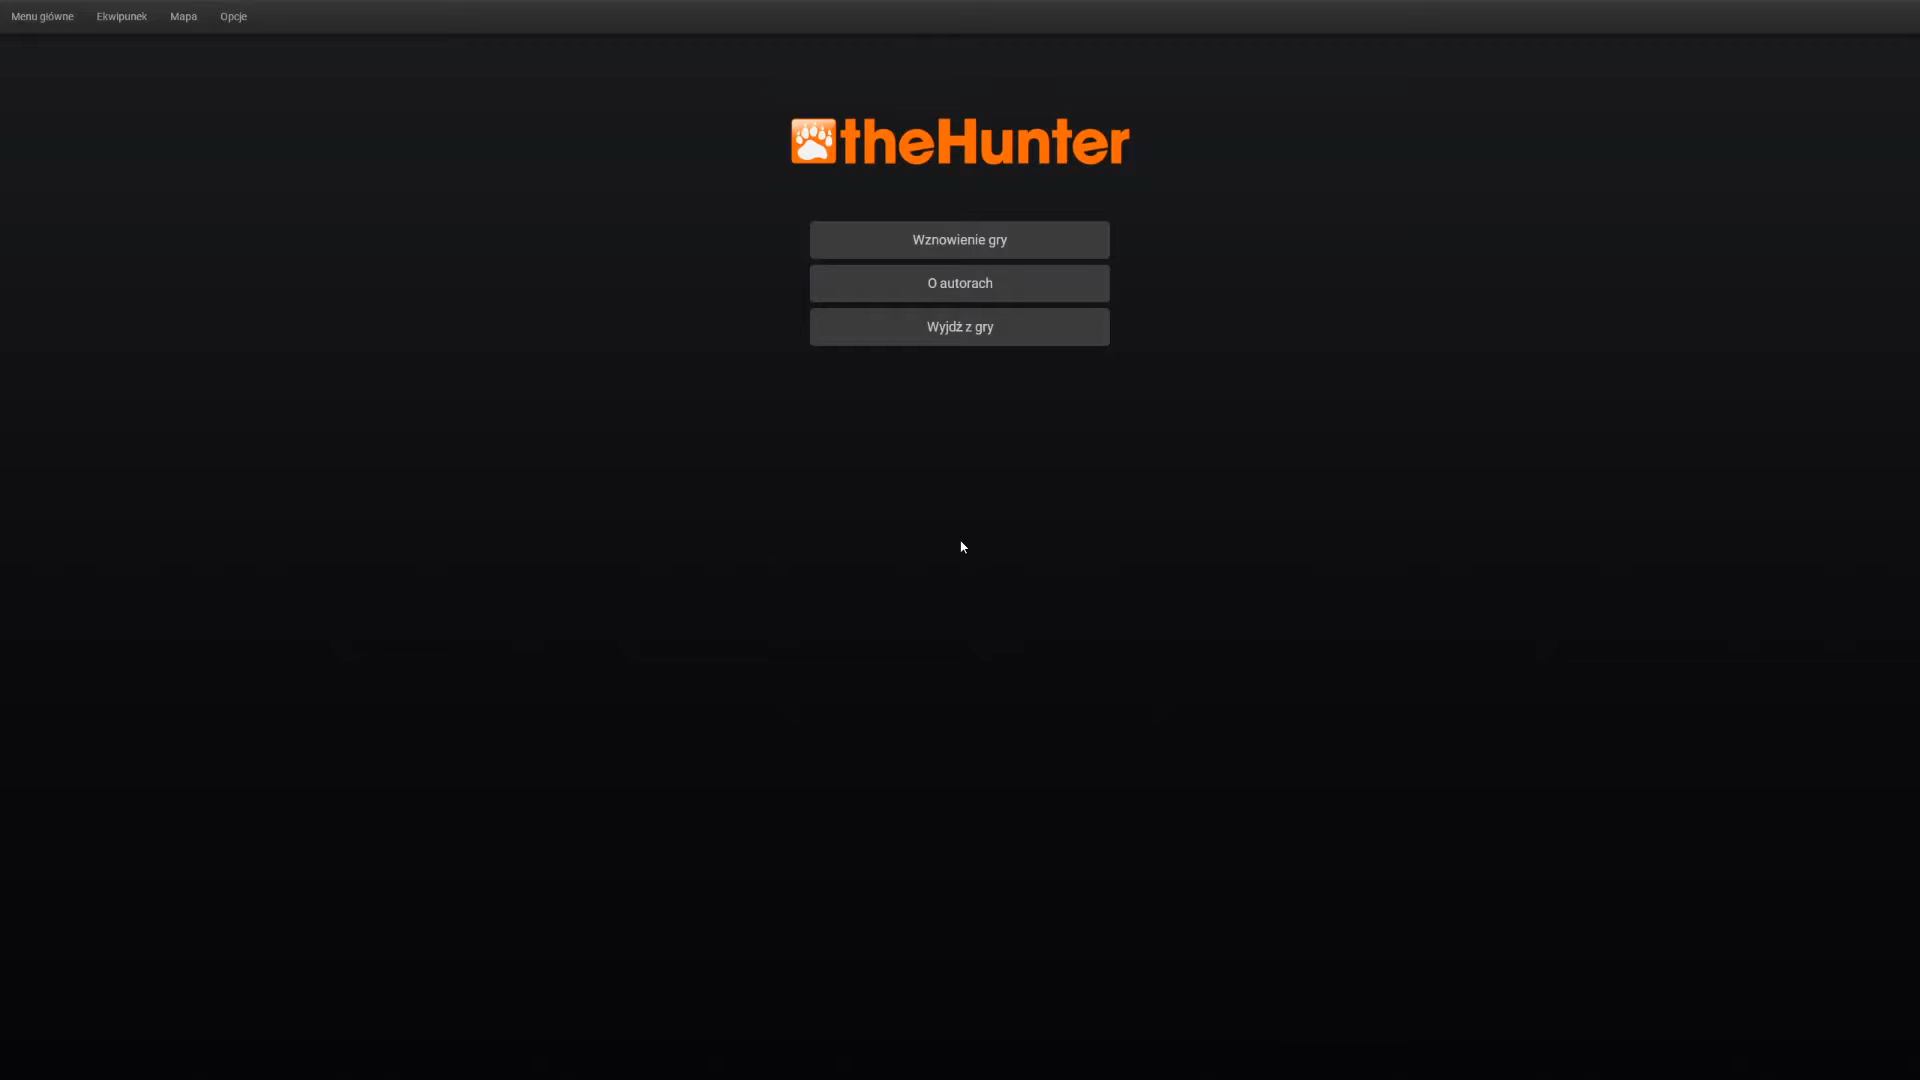 Menu główne Ekwipunek Mapa Opcje
theHunter
Wznowienie gry
O autorach
Wyjdź z gry